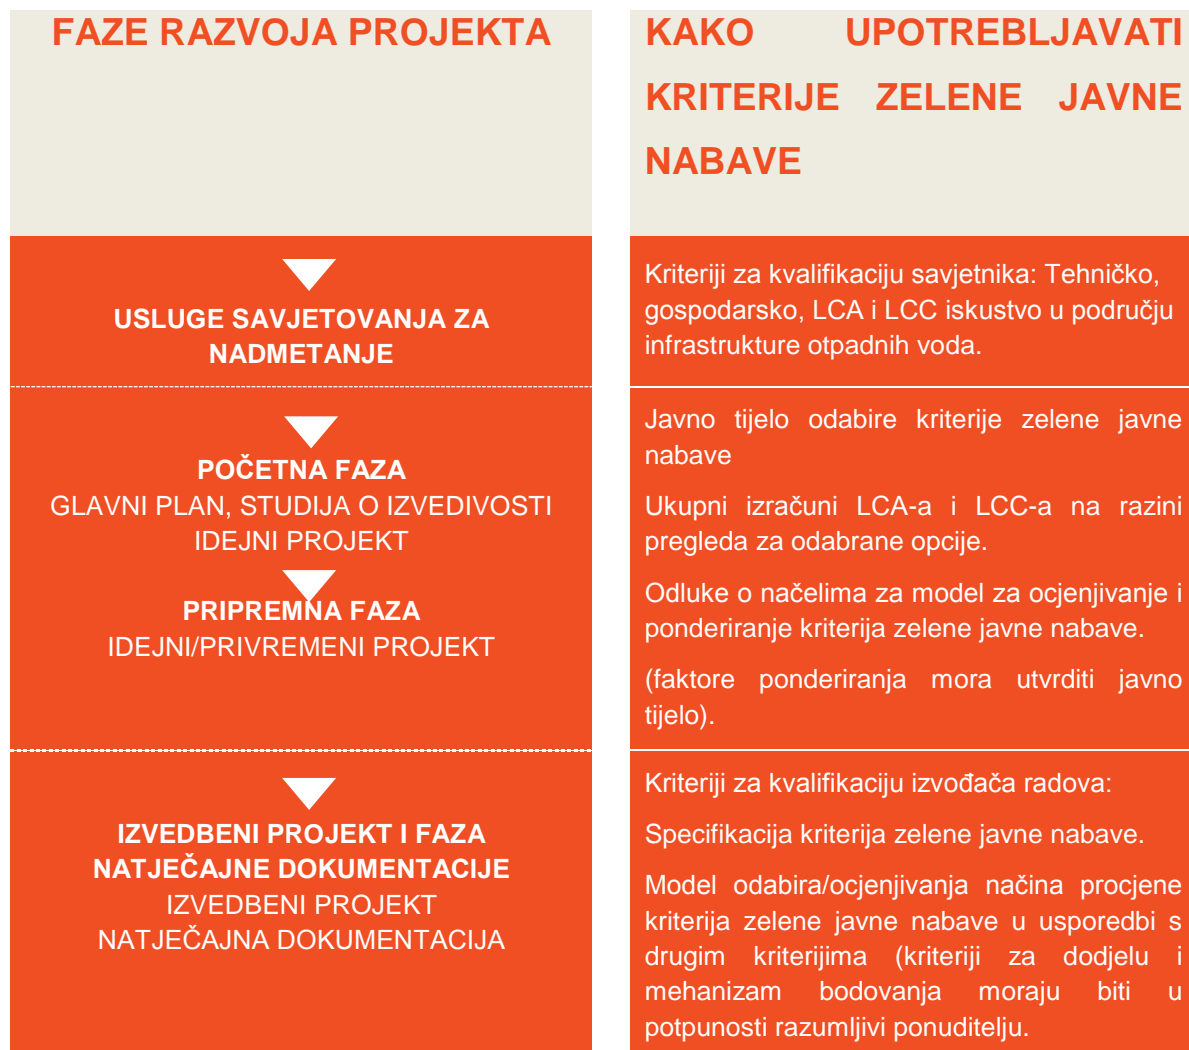 FAZE RAZVOJA PROJEKTA
KAKO UPOTREBLJAVATI
KRITERIJE ZELENE JAVNE
NABAVE
USLUGE SAVJETOVANJA ZA
NADMETANJE
Kriteriji za kvalifikaciju savjetnika: Tehničko,
gospodarsko, LCA i LCC iskustvo u području
infrastrukture otpadnih voda.
POČETNA FAZA
GLAVNI PLAN, STUDIJA O IZVEDIVOSTI
IDEJNI PROJEKT
PRIPREMNA FAZA
IDEJNI/PRIVREMENI PROJEKT
Javno tijelo odabire kriterije zelene javne
nabave
Ukupni izračuni LCA-a i LCC-a na razini
pregleda za odabrane opcije.
Odluke o načelima za model za ocjenjivanje i
ponderiranje kriterija zelene javne nabave.
(faktore ponderiranja mora utvrditi javno
tijelo).
IZVEDBENI PROJEKT I FAZA
NATJEČAJNE DOKUMENTACIJE
IZVEDBENI PROJEKT
NATJEČAJNA DOKUMENTACIJA
Kriteriji za kvalifikaciju izvođača radova:
Specifikacija kriterija zelene javne nabave.
Model odabira/ocjenjivanja načina procjene
kriterija zelene javne nabave u usporedbi s
drugim kriterijima (kriteriji za dodjelu i
mehanizam bodovanja moraju biti u
potpunosti razumljivi ponuditelju.